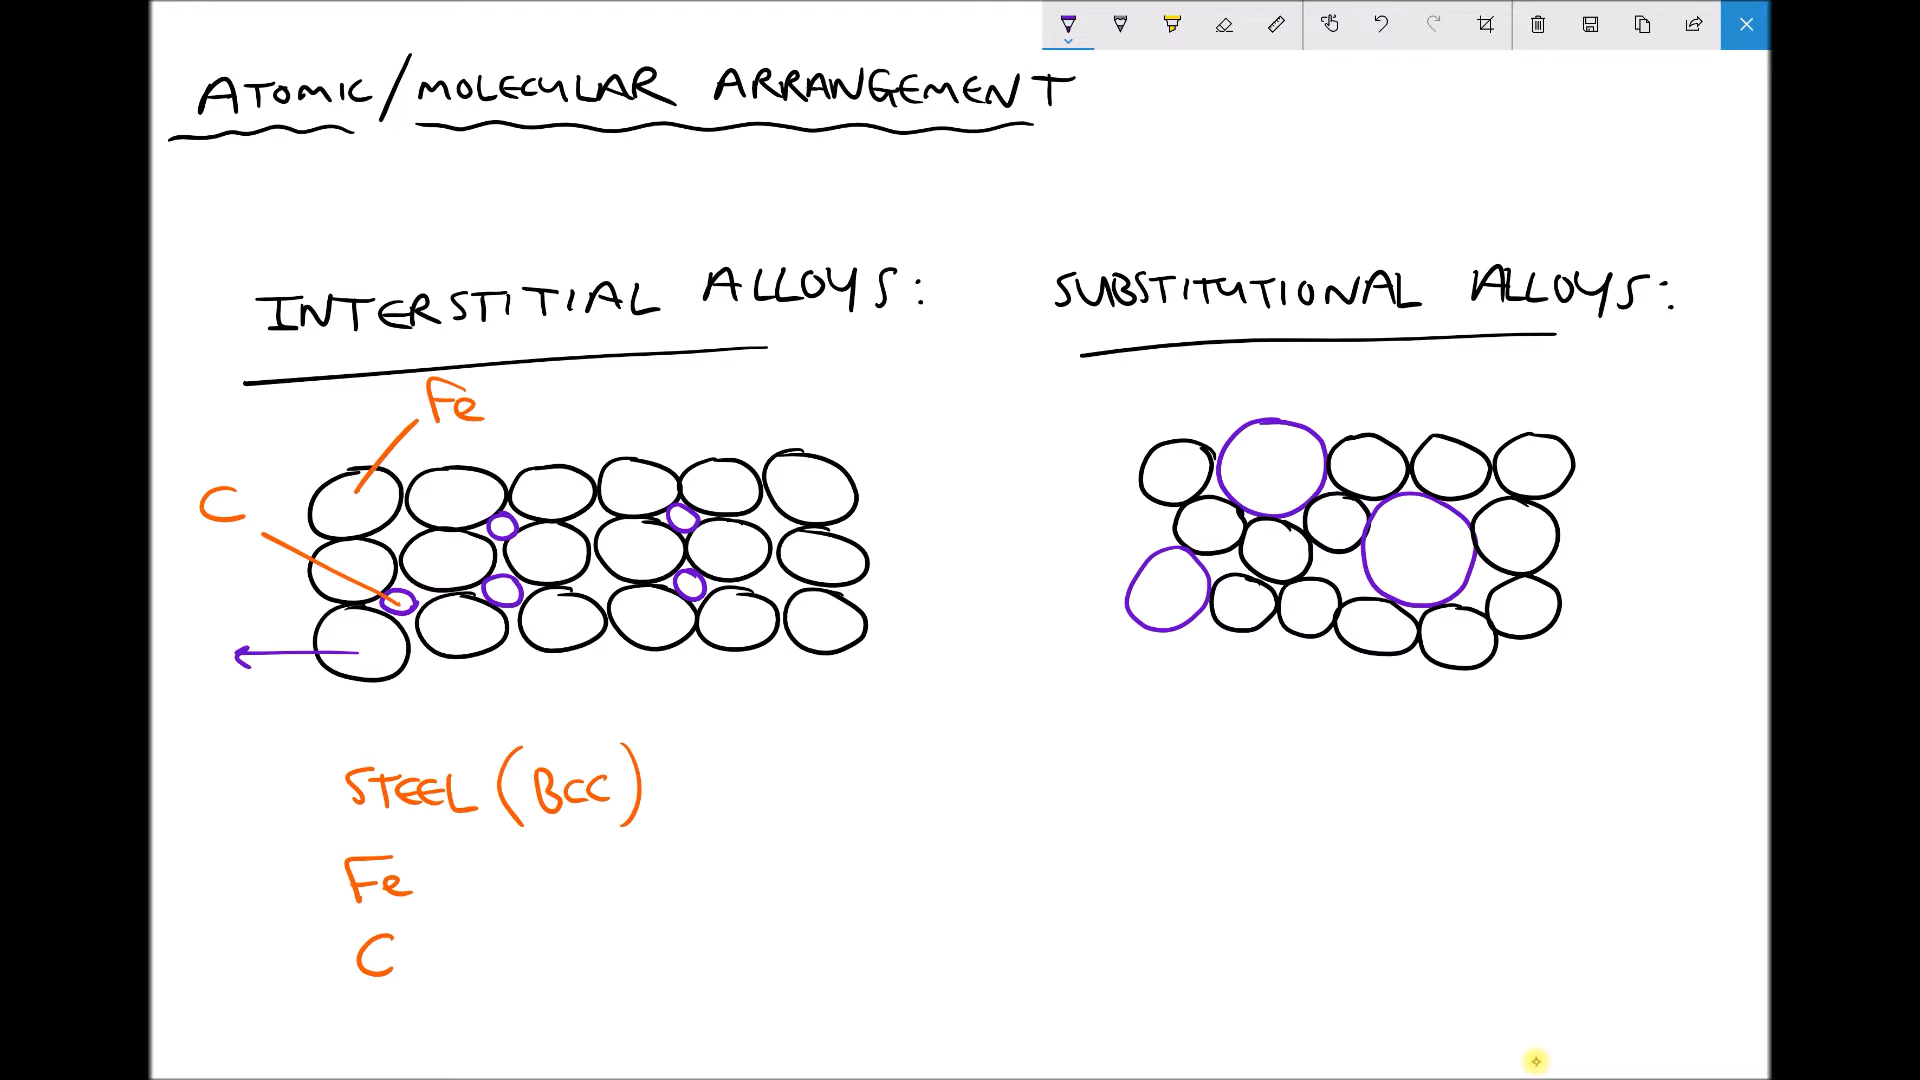 ATOMIC/MOLECULAR ARRANGEMENT
INTERSTITIAL ALLOYS:
SUBSTITUTIONAL ALLOYS:
Fe
C
STEEL (BCC)
Fe
C